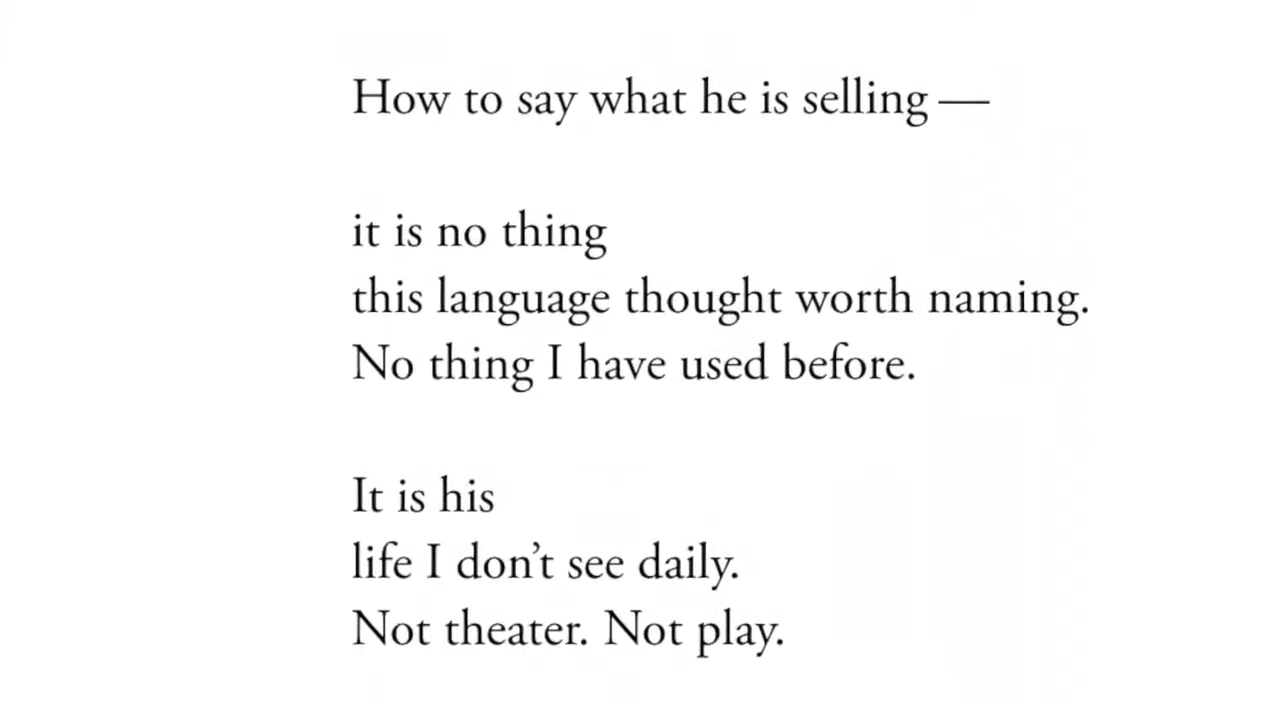 How to say what he is selling —
it is no thing
this language thought worth naming.
No thing I have used before.
It is his
life I don’t see daily.
Not theater. Not play.